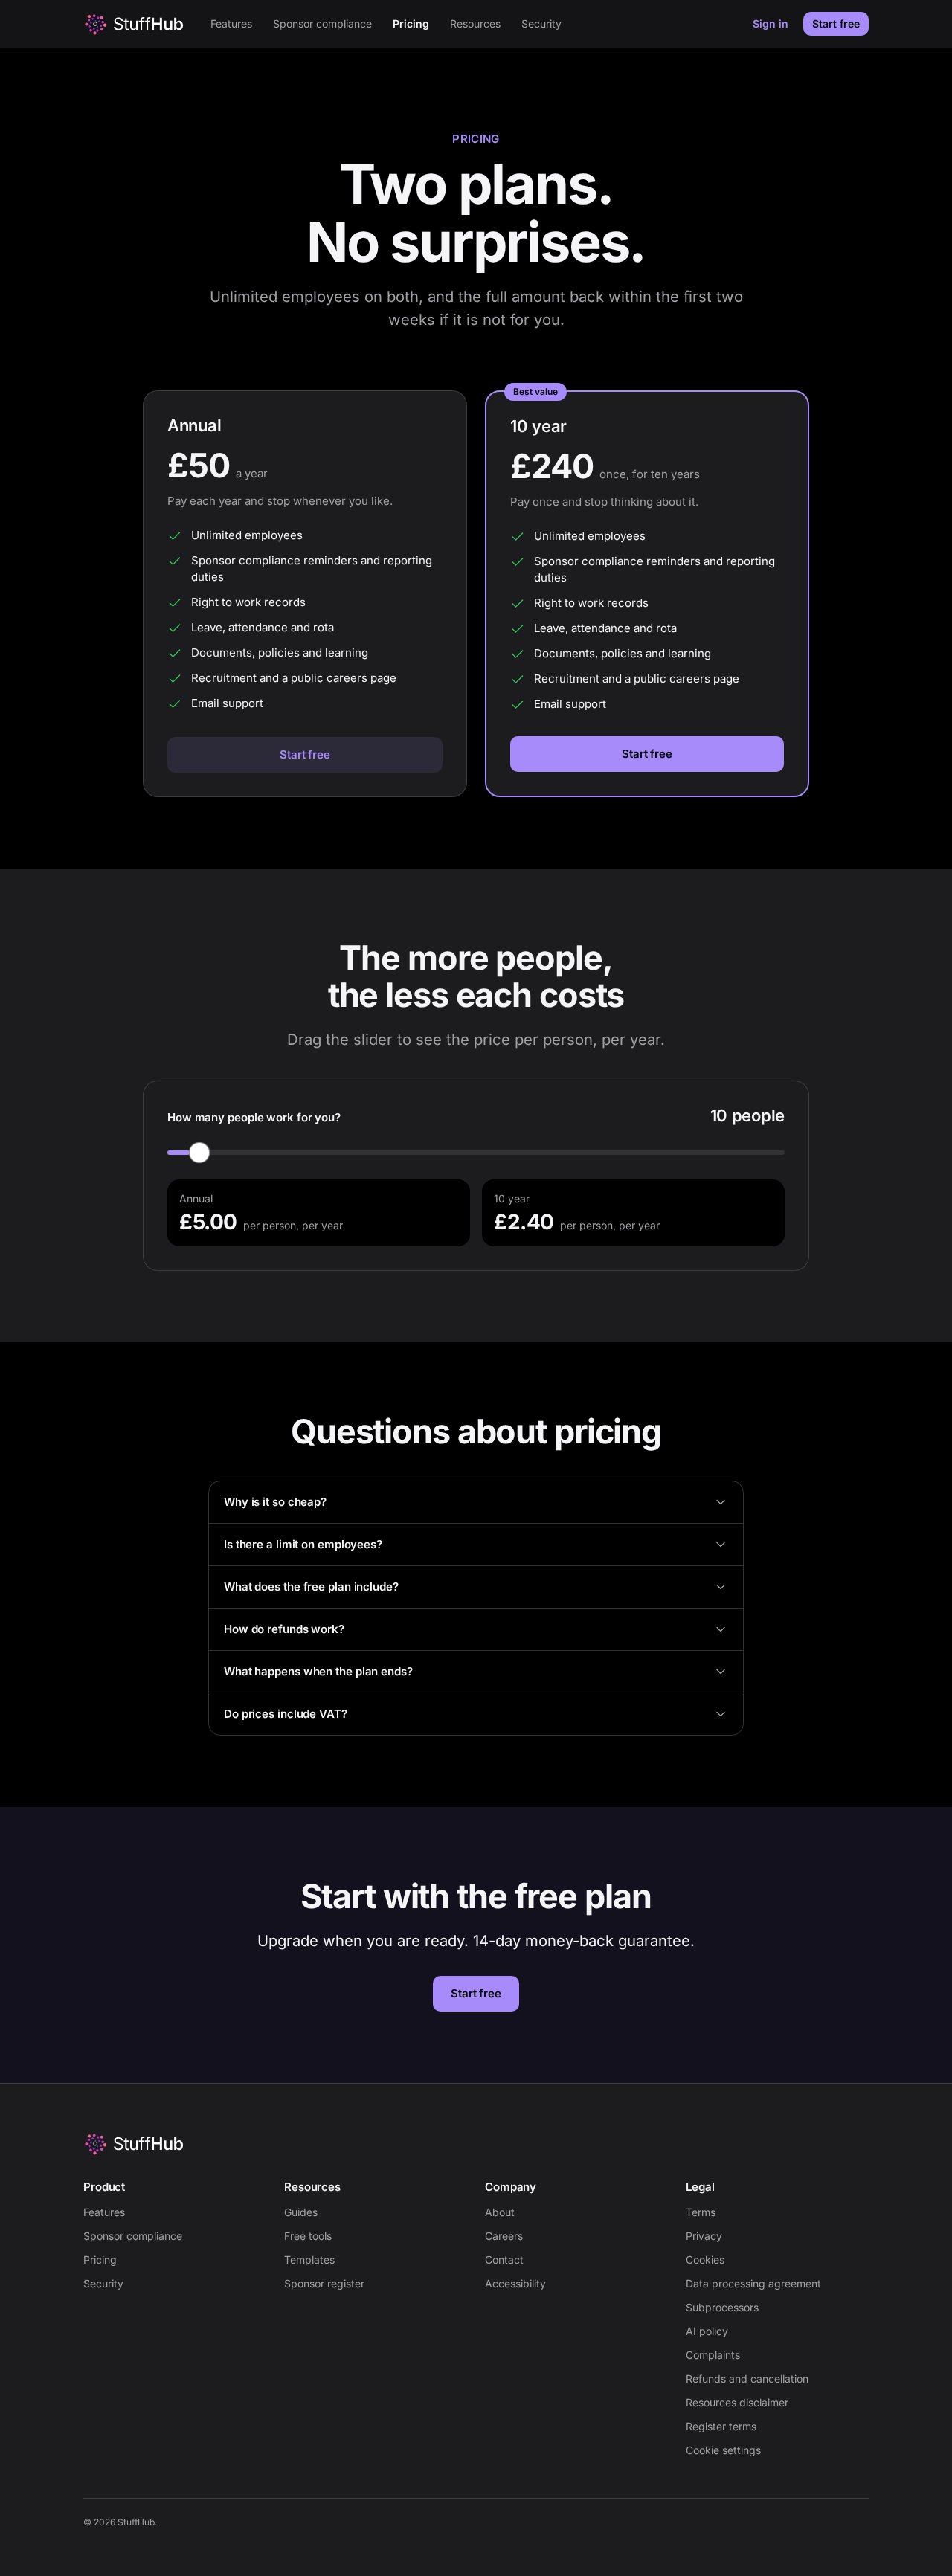 StuffHub
Features
Sponsor compliance
Pricing
Resources
Security
Sign in
Start free
PRICING
Two plans.
No surprises.
Unlimited employees on both, and the full amount back within the first two
weeks if it is not for you.
Annual
£50 a year
Pay each year and stop whenever you like.
Unlimited employees
Sponsor compliance reminders and reporting
duties
Right to work records
Leave, attendance and rota
Documents, policies and learning
Recruitment and a public careers page
Email support
Start free
Best value
10 year
£240 once, for ten years
Pay once and stop thinking about it.
Unlimited employees
Sponsor compliance reminders and reporting
duties
Right to work records
Leave, attendance and rota
Documents, policies and learning
Recruitment and a public careers page
Email support
Start free
The more people,
the less each costs
Drag the slider to see the price per person, per year.
How many people work for you?
10 people
Annual
£5.00 per person, per year
10 year
£2.40 per person, per year
Questions about pricing
Why is it so cheap?
Is there a limit on employees?
What does the free plan include?
How do refunds work?
What happens when the plan ends?
Do prices include VAT?
Start with the free plan
Upgrade when you are ready. 14-day money-back guarantee.
Start free
StuffHub
Product
Features
Sponsor compliance
Pricing
Security
Resources
Guides
Free tools
Templates
Sponsor register
Company
About
Careers
Contact
Accessibility
Legal
Terms
Privacy
Cookies
Data processing agreement
Subprocessors
AI policy
Complaints
Refunds and cancellation
Resources disclaimer
Register terms
Cookie settings
© 2026 StuffHub.